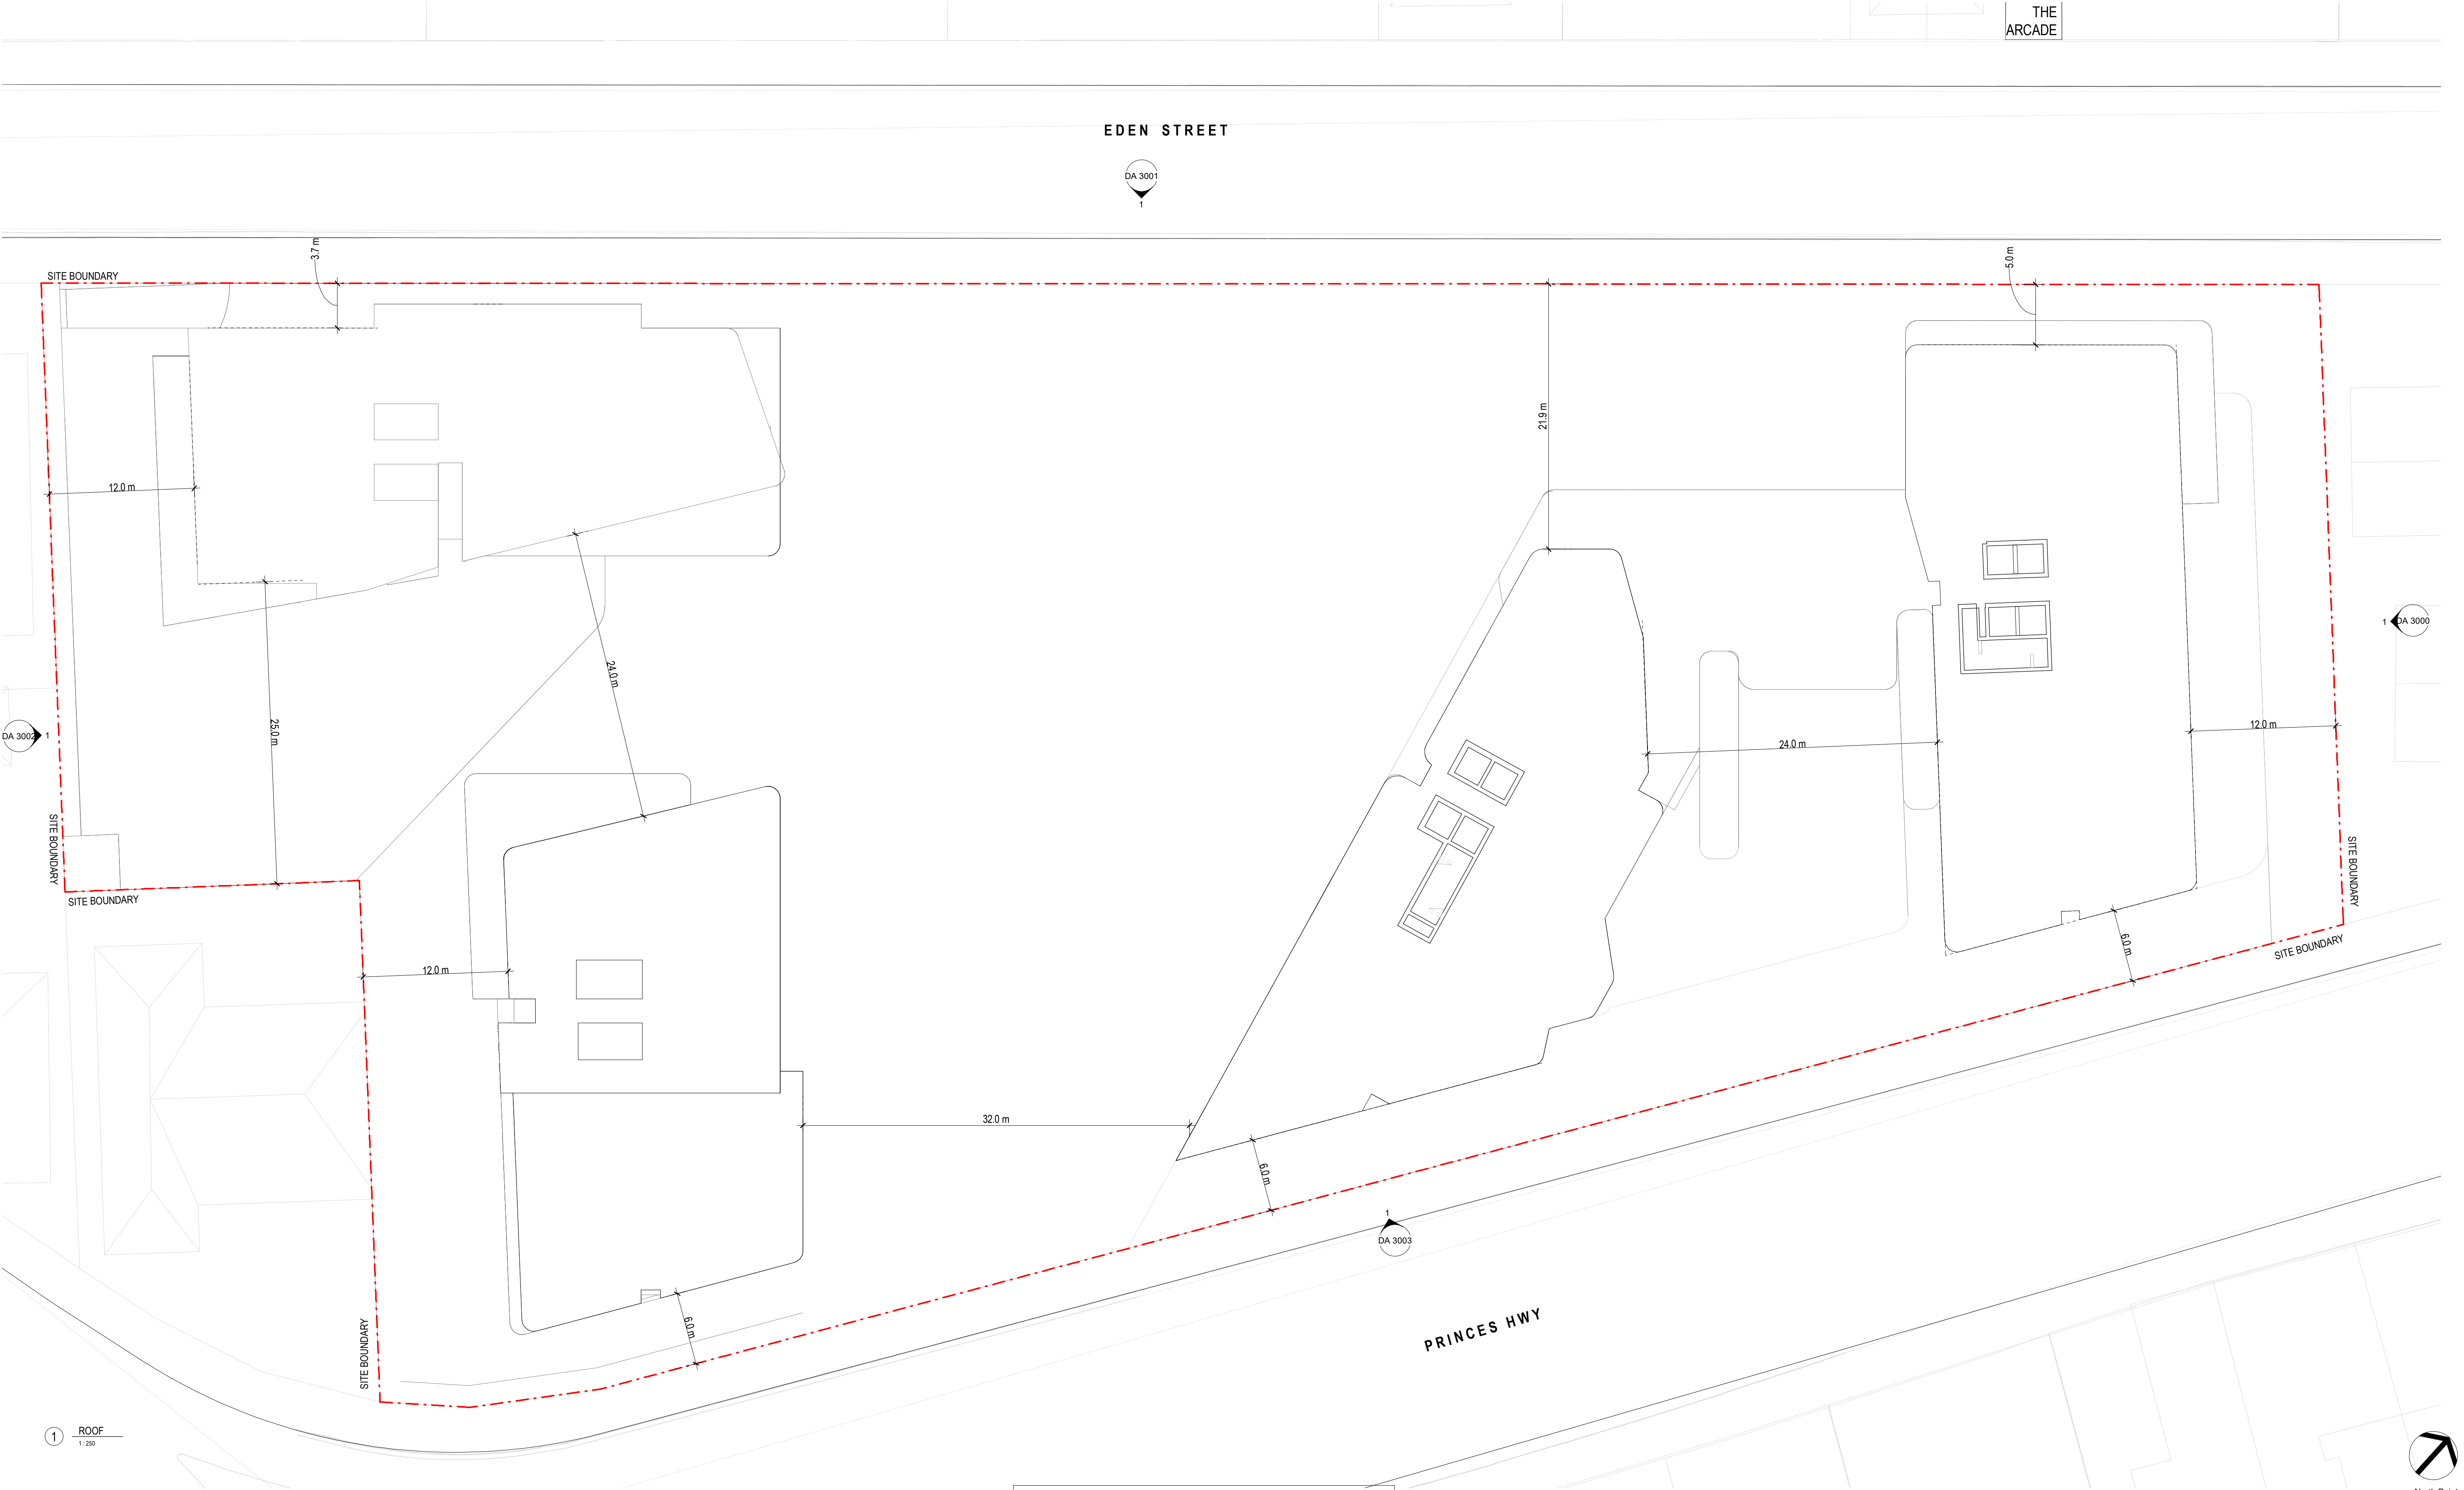 THE
ARCADE
EDEN STREET
DA 3001
1
3.7 m
5.0 m
SITE BOUNDARY
21.9 m
12.0 m
24.0 m
25.0 m
DA 3002
1
1
DA 3000
24.0 m
12.0 m
SITE BOUNDARY
SITE BOUNDARY
SITE BOUNDARY
SITE BOUNDARY
6.0 m
12.0 m
32.0 m
6.0 m
1
DA 3003
6.0 m
PRINCES HWY
SITE BOUNDARY
1
ROOF
1 : 250